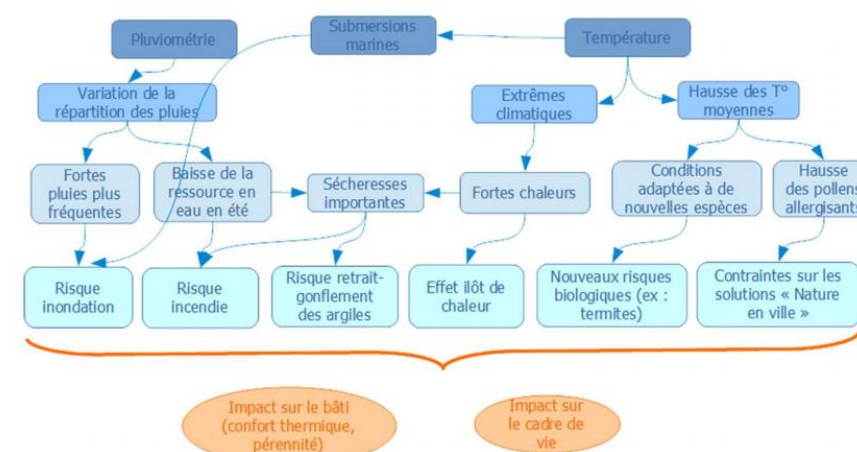 Pluviométrie
Submersions
marines
Température
Variation de la
répartition des pluies
Extrêmes
climatiques
Hausse des T°
moyennes
Fortes
pluies plus
fréquentes
Baisse de la
ressource en
eau en été
Sécheresses
importantes
Fortes chaleurs
Conditions
adaptées à de
nouvelles espèces
Hausse
des pollens
allergisants
Risque
inondation
Risque
incendie
Risque retrait-
gonflement
des argiles
Effet ilôt de
chaleur
Nouveaux risques
biologiques (ex :
termites)
Contraintes sur les
solutions « Nature
en ville »
Impact sur le bâti
(confort thermique,
pérennité)
Impact sur
le cadre de
vie